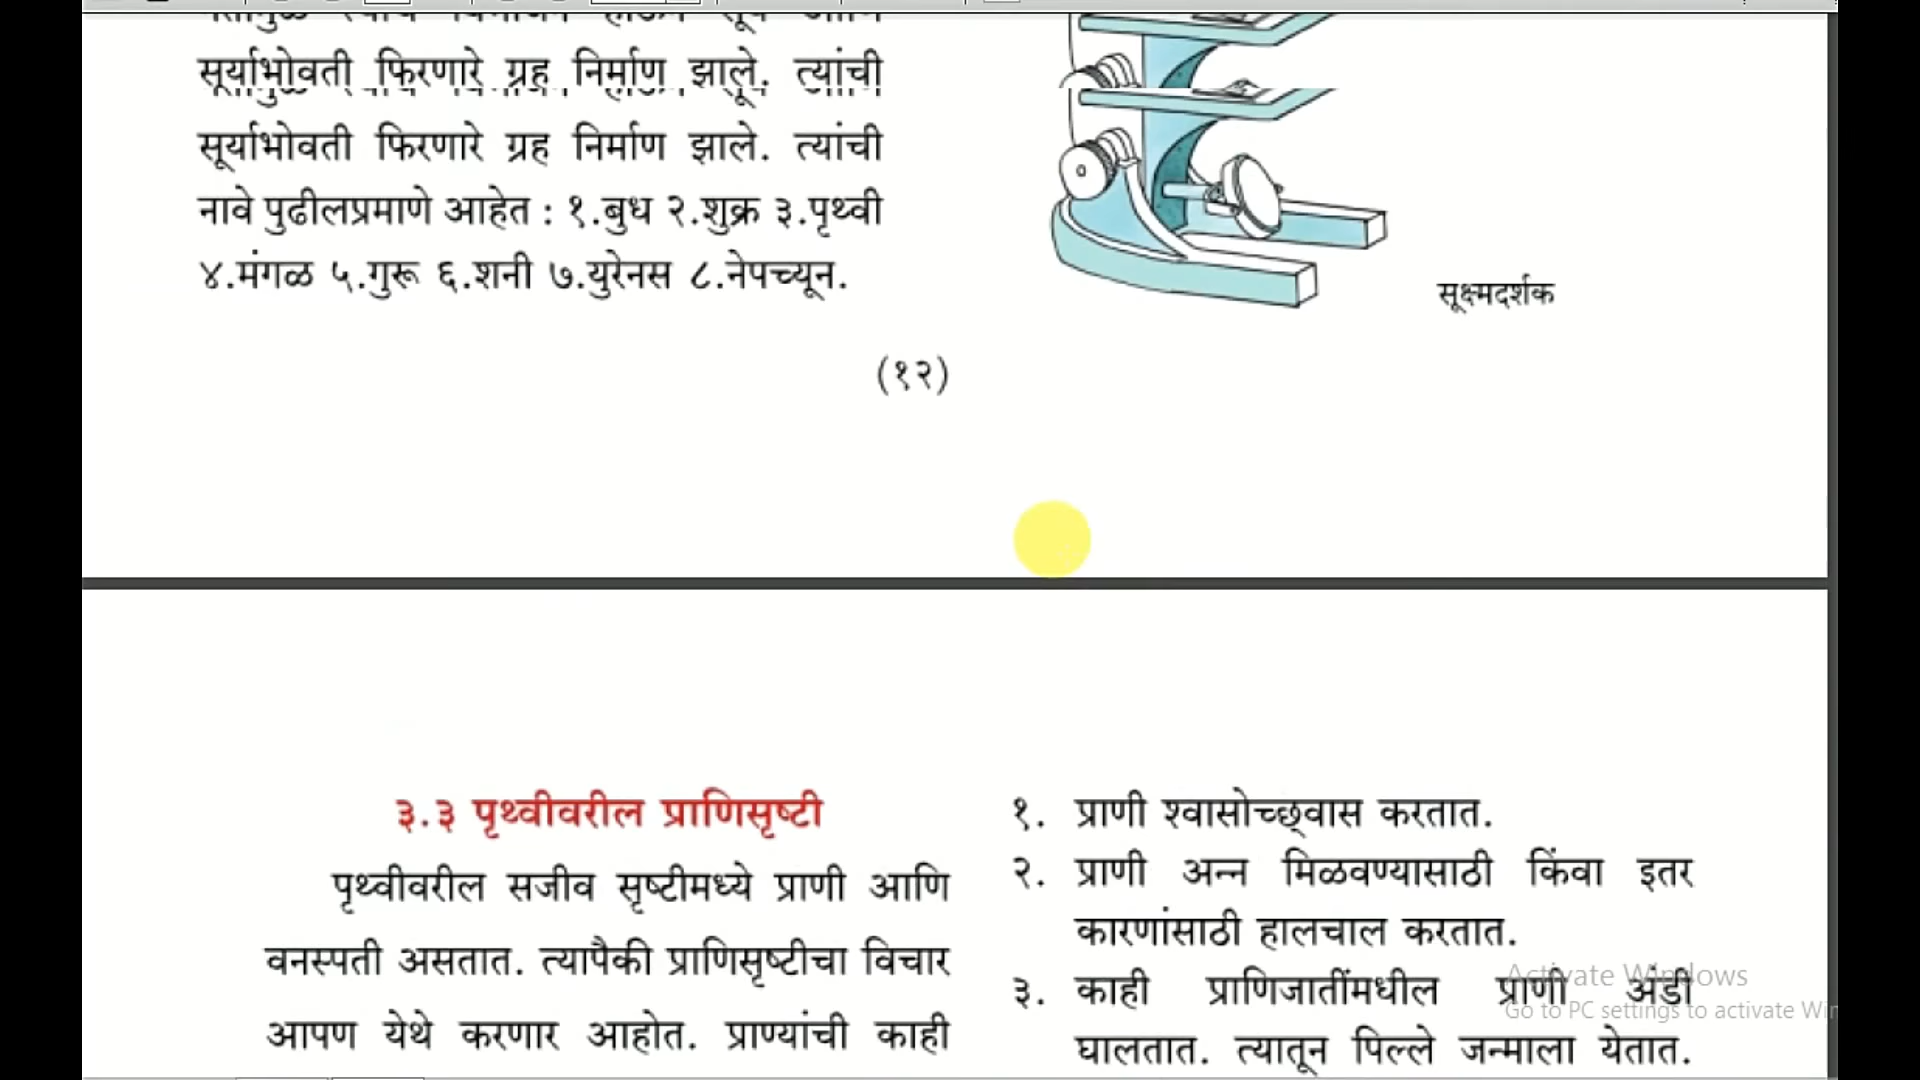 सूर्याभोवती फिरणारे ग्रह निर्माण झाले. त्यांची
सूर्याभोवती फिरणारे ग्रह निर्माण झाले. त्यांची
नावे पुढीलप्रमाणे आहेत : १.बुध २.शुक्र ३.पृथ्वी
४.मंगळ ५.गुरू ६.शनी ७.युरेनस ८.नेपच्यून.
सूक्ष्मदर्शक
(१२)
३.३ पृथ्वीवरील प्राणिसृष्टी
पृथ्वीवरील सजीव सृष्टीमध्ये प्राणी आणि
वनस्पती असतात. त्यापैकी प्राणिसृष्टीचा विचार
आपण येथे करणार आहोत. प्राण्यांची काही
१. प्राणी श्वासोच्छ्वास करतात.
२. प्राणी अन्न मिळवण्यासाठी किंवा इतर
कारणांसाठी हालचाल करतात.
३. काही प्राणिजातींमधील प्राणी अंडी
घालतात. त्यातून पिल्ले जन्माला येतात.
Activate Windows
Go to PC settings to activate